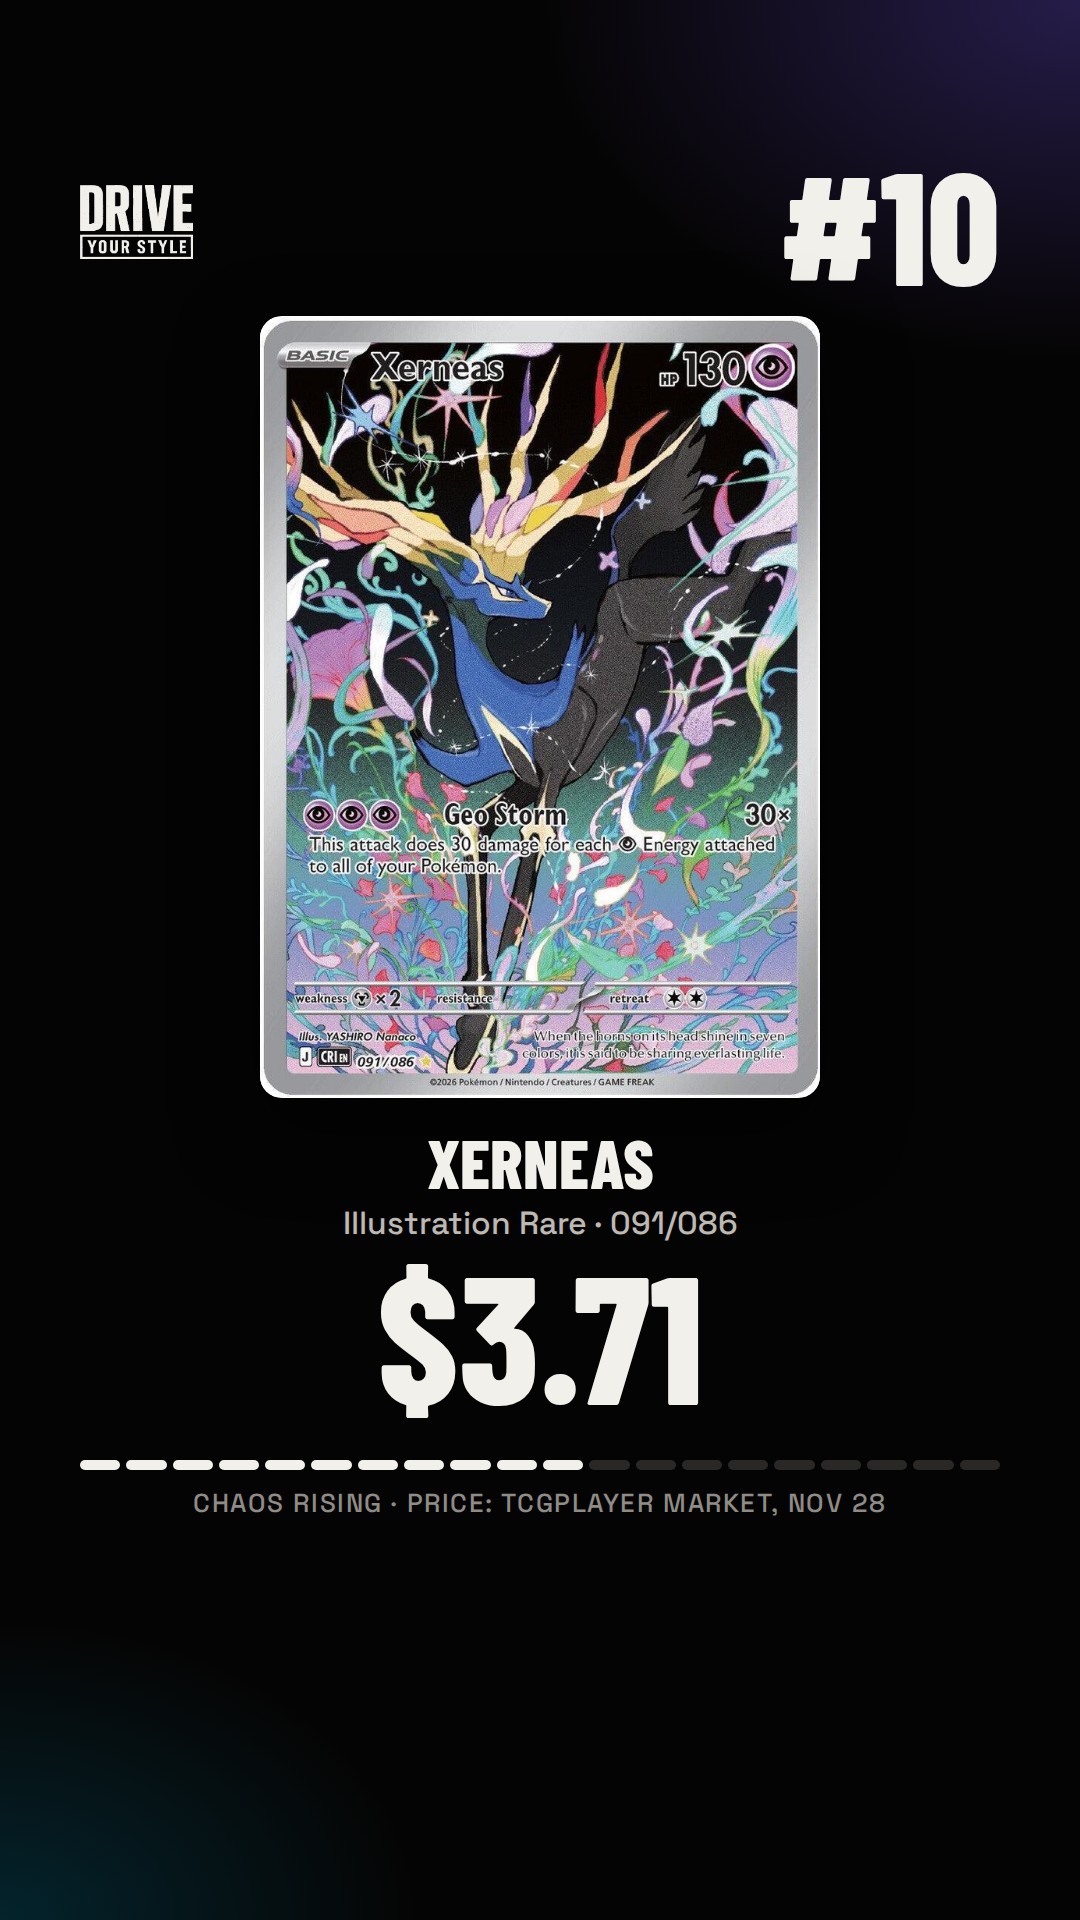 DRIVE
YOUR STYLE
#10
BASIC
Xerneas
HP 130
Geo Storm 30×
This attack does 30 damage for each Energy attached
to all of your Pokémon.
weakness ×2 resistance retreat
Illus. YASHIRO Nanaco
When the horns on its head shine in seven
colors, it is said to be sharing everlasting life.
J CRI EN 091/086
©2026 Pokémon / Nintendo / Creatures / GAME FREAK
XERNEAS
Illustration Rare · 091/086
$3.71
CHAOS RISING · PRICE: TCGPLAYER MARKET, NOV 28